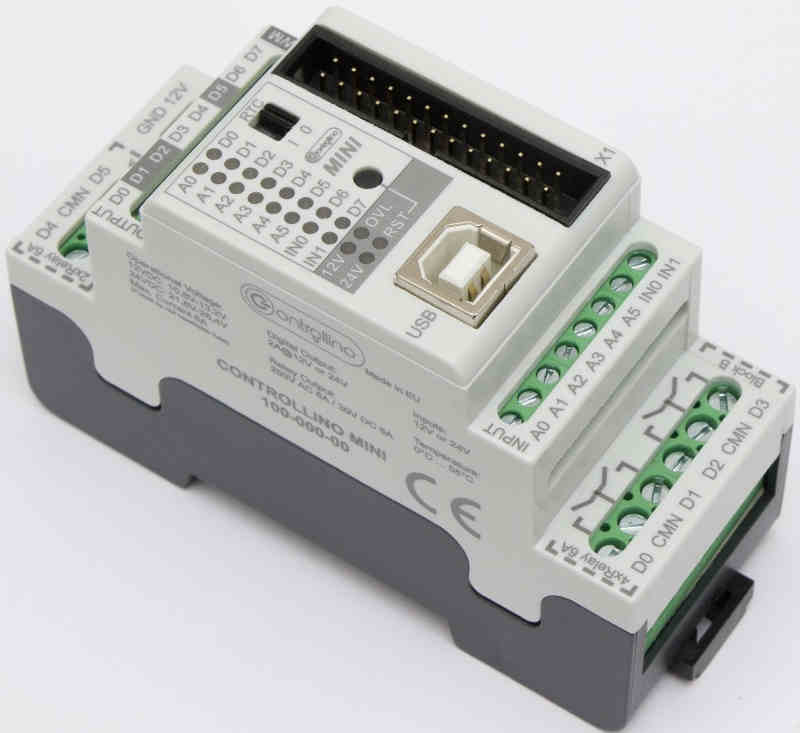 GND 12V
D4 CMN D5
2xRelay 6A
OUTPUT D0 D1 D2 D3 D4 D5 D6 D7
RTC
I 0
Controllino
MINI
A0 D0
A1 D1
A2 D2
A3 D3
A4 D4
A5 D5
IN0 D6
IN1 D7
12V OVL
24V RST
X1
USB
Operational Voltage:
12VDC: 10,8V-13,2V
24VDC: 21,6V-26,4V
Max. Current 8A
Controllino
Made in EU
Digital Output:
2A@12V or 24V
Relay Output:
250V AC 6A / 30V DC 6A
CONTROLLINO MINI
100-000-00
Inputs:
12V or 24V
Temperature:
0°C ... 55°C
CE
INPUT A0 A1 A2 A3 A4 A5 IN0 IN1
Block B
4xRelay 6A
D0 CMN D1 D2 CMN D3